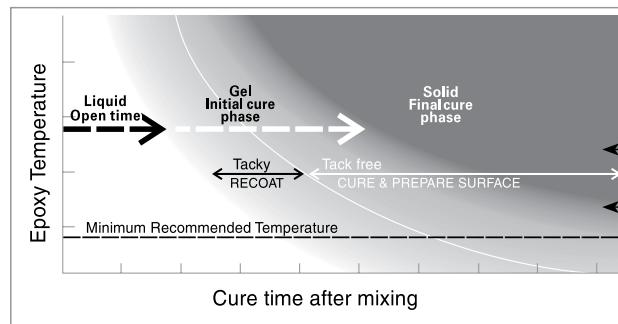 Epoxy Temperature
Liquid
Open time
Gel
Initial cure
phase
Solid
Final cure
phase
Tacky
RECOAT
Tack free
CURE & PREPARE SURFACE
Minimum Recommended Temperature
Cure time after mixing